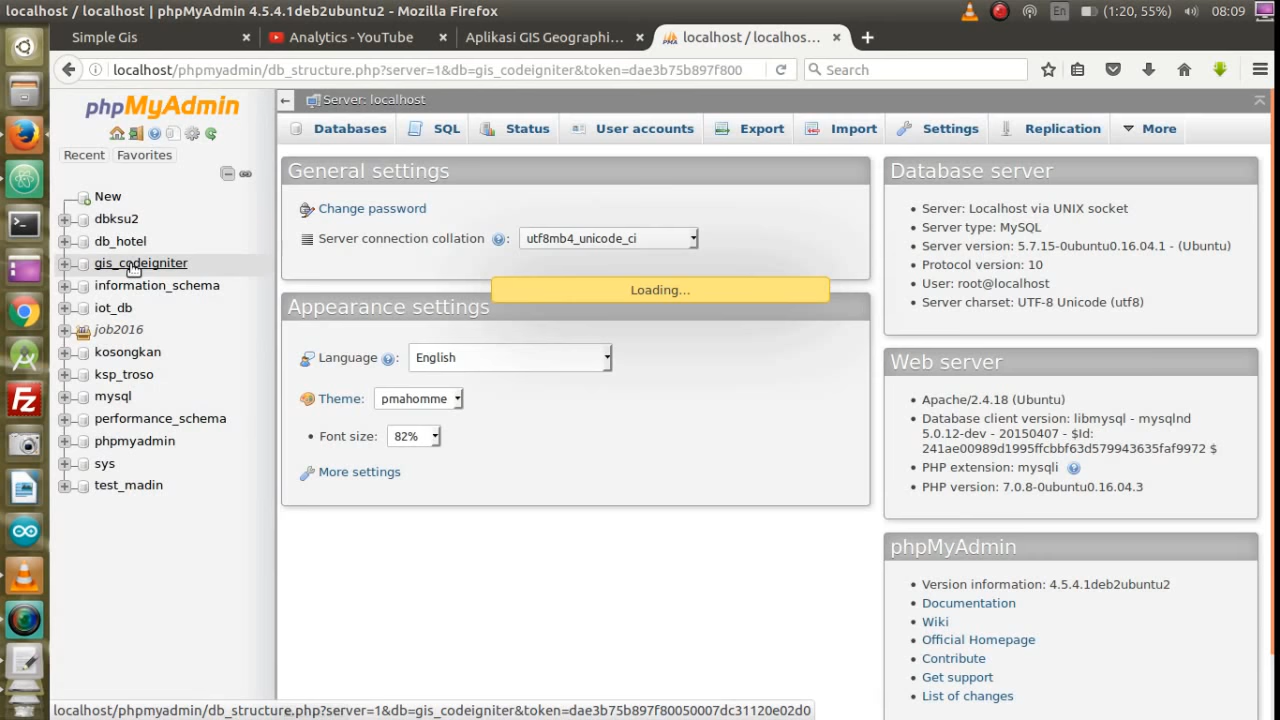 localhost / localhost | phpMyAdmin 4.5.4.1deb2ubuntu2 - Mozilla Firefox
En
(1:20, 55%)
08:09
Simple Gis
Analytics - YouTube
Aplikasi GIS Geographi...
localhost / localhos...
localhost/phpmyadmin/db_structure.php?server=1&db=gis_codeigniter&token=dae3b75b897f800
Search
phpMyAdmin
Recent
Favorites
New
dbksu2
db_hotel
gis_codeigniter
information_schema
iot_db
job2016
kosongkan
ksp_troso
mysql
performance_schema
phpmyadmin
sys
test_madin
Server: localhost
Databases
SQL
Status
User accounts
Export
Import
Settings
Replication
More
General settings
Change password
Server connection collation
:
utf8mb4_unicode_ci
Loading...
Appearance settings
Language
:
English
Theme:
pmahomme
Font size:
82%
More settings
Database server
Server: Localhost via UNIX socket
Server type: MySQL
Server version: 5.7.15-0ubuntu0.16.04.1 - (Ubuntu)
Protocol version: 10
User: root@localhost
Server charset: UTF-8 Unicode (utf8)
Web server
Apache/2.4.18 (Ubuntu)
Database client version: libmysql - mysqlnd
5.0.12-dev - 20150407 - $Id:
241ae00989d1995ffcbbf63d579943635faf9972 $
PHP extension: mysqli
PHP version: 7.0.8-0ubuntu0.16.04.3
phpMyAdmin
Version information: 4.5.4.1deb2ubuntu2
Documentation
Wiki
Official Homepage
Contribute
Get support
List of changes
localhost/phpmyadmin/db_structure.php?server=1&db=gis_codeigniter&token=dae3b75b897f80050007dc31120e02d0